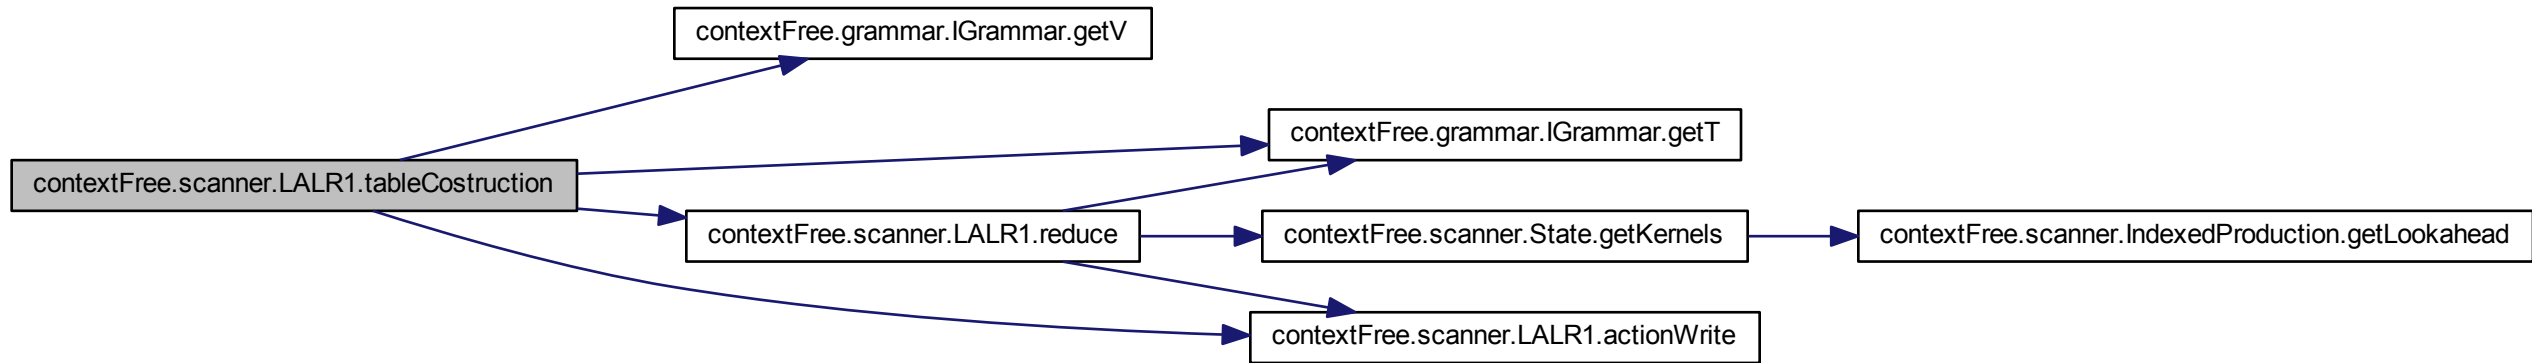 contextFree.grammar.IGrammar.getV
contextFree.grammar.IGrammar.getT
contextFree.scanner.LALR1.tableCostruction
contextFree.scanner.LALR1.reduce
contextFree.scanner.State.getKernels
contextFree.scanner.IndexedProduction.getLookahead
contextFree.scanner.LALR1.actionWrite